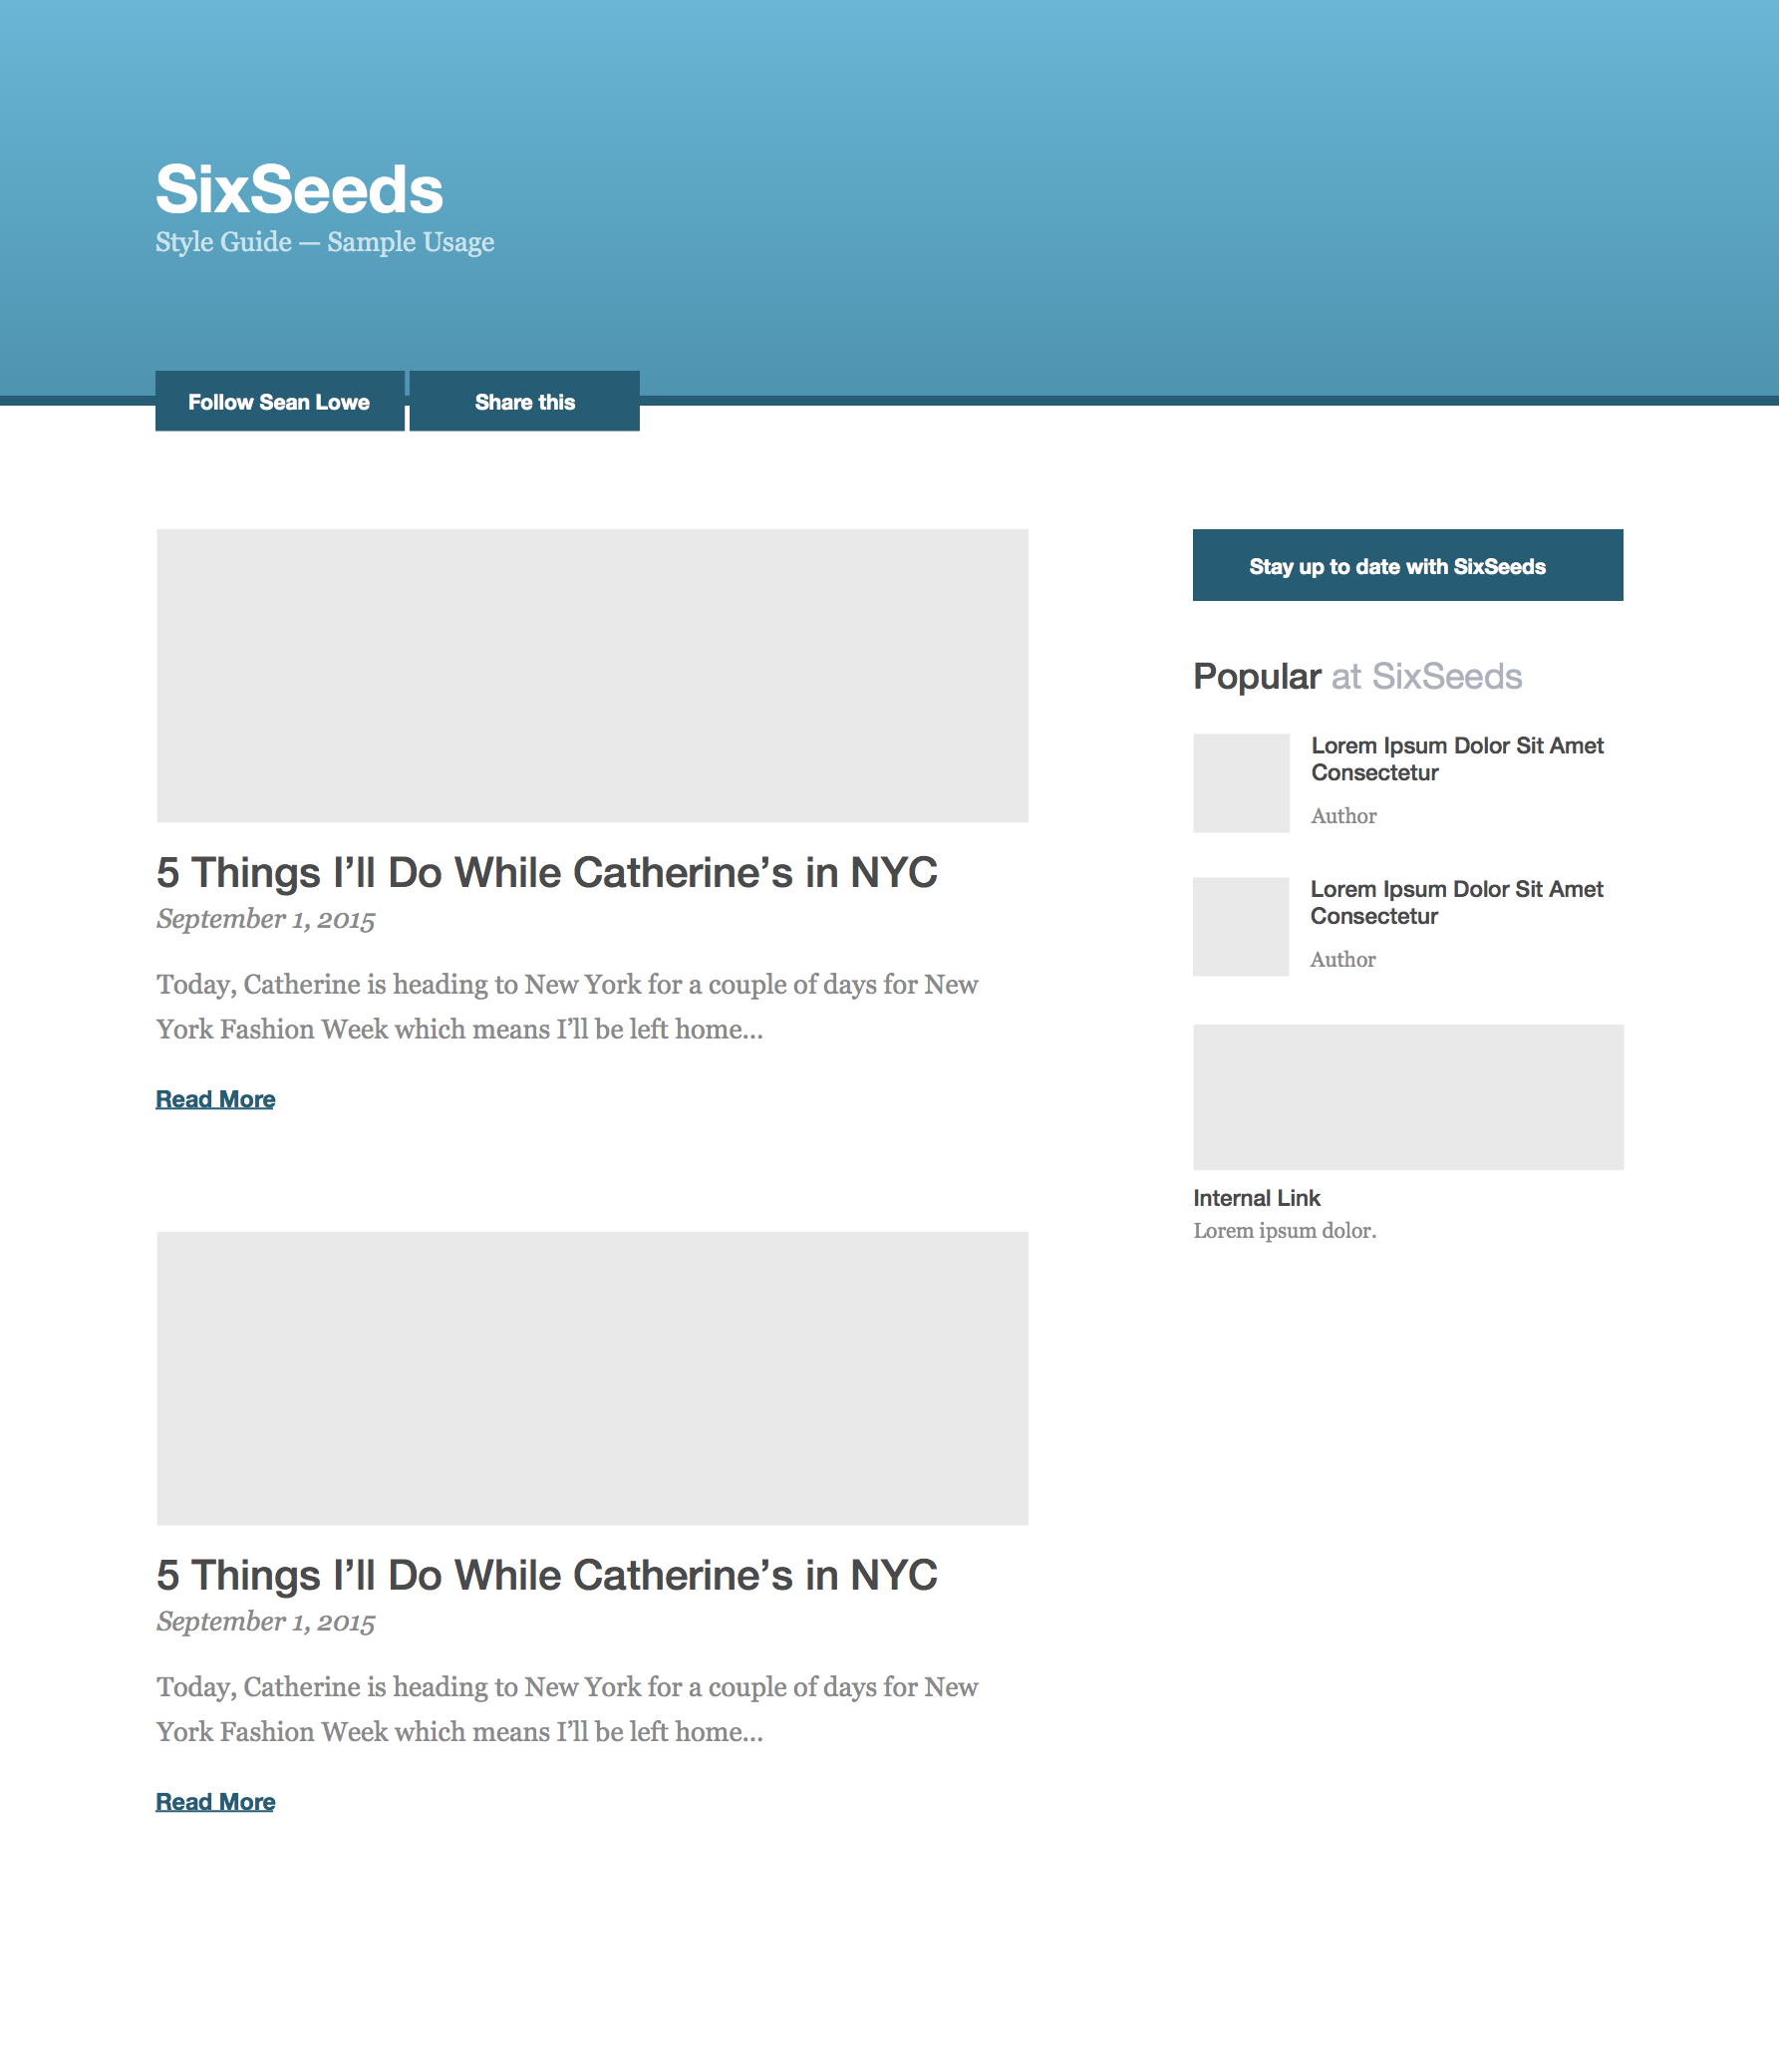 SixSeeds
Style Guide — Sample Usage
Follow Sean Lowe
Share this
5 Things I’ll Do While Catherine’s in NYC
September 1, 2015
Today, Catherine is heading to New York for a couple of days for New
York Fashion Week which means I’ll be left home...
Read More
5 Things I’ll Do While Catherine’s in NYC
September 1, 2015
Today, Catherine is heading to New York for a couple of days for New
York Fashion Week which means I’ll be left home...
Read More
Stay up to date with SixSeeds
Popular at SixSeeds
Lorem Ipsum Dolor Sit Amet
Consectetur
Author
Lorem Ipsum Dolor Sit Amet
Consectetur
Author
Internal Link
Lorem ipsum dolor.